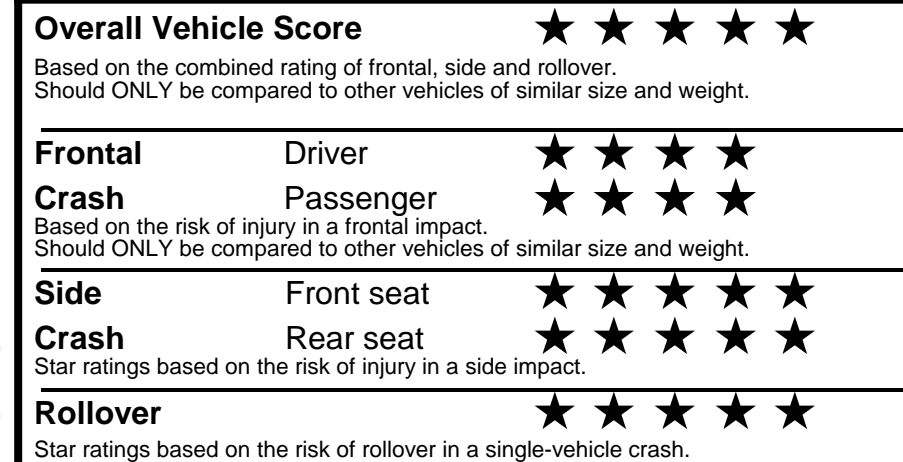 Overall Vehicle Score ★ ★ ★ ★ ★
Based on the combined rating of frontal, side and rollover.
Should ONLY be compared to other vehicles of similar size and weight.
Frontal Driver ★ ★ ★ ★
Crash Passenger ★ ★ ★ ★
Based on the risk of injury in a frontal impact.
Should ONLY be compared to other vehicles of similar size and weight.
Side Front seat ★ ★ ★ ★ ★
Crash Rear seat ★ ★ ★ ★ ★
Star ratings based on the risk of injury in a side impact.
Rollover ★ ★ ★ ★ ★
Star ratings based on the risk of rollover in a single-vehicle crash.